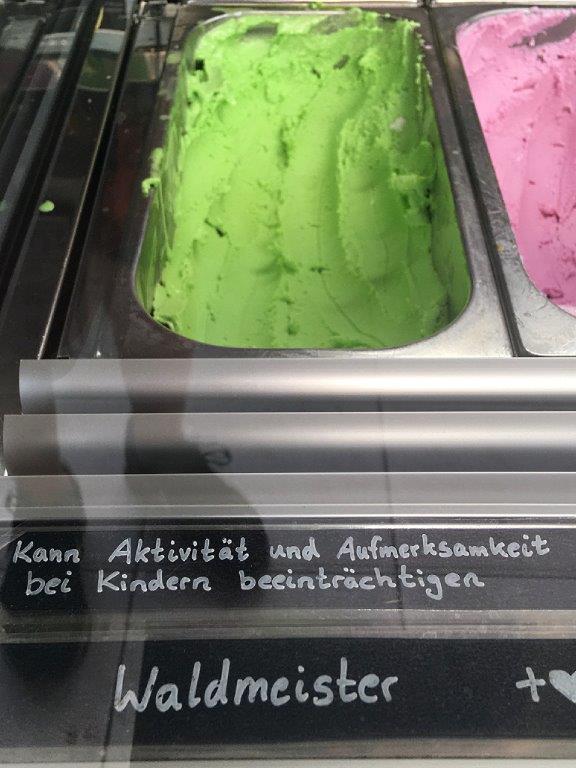 Kann Aktivität und Aufmerksamkeit
bei Kindern beeinträchtigen
Waldmeister +♥